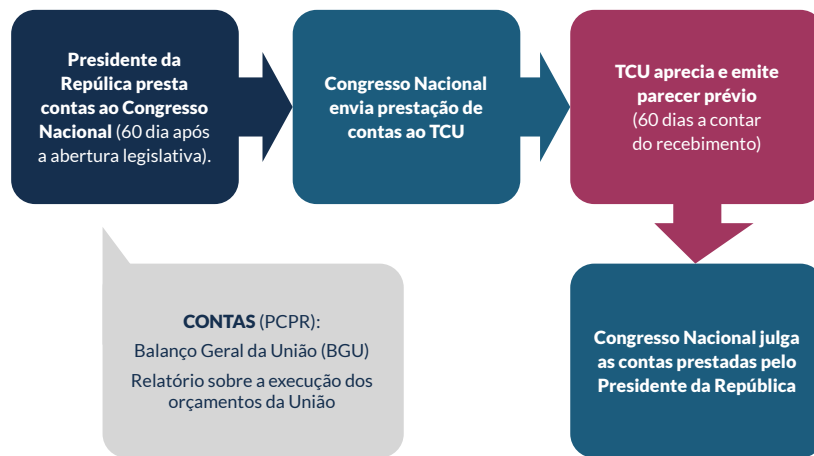 Presidente da
Repúlica presta
contas ao Congresso
Nacional (60 dia após
a abertura legislativa).
Congresso Nacional
envia prestação de
contas ao TCU
TCU aprecia e emite
parecer prévio
(60 dias a contar
do recebimento)
CONTAS (PCPR):
Balanço Geral da União (BGU)
Relatório sobre a execução dos
orçamentos da União
Congresso Nacional julga
as contas prestadas pelo
Presidente da República